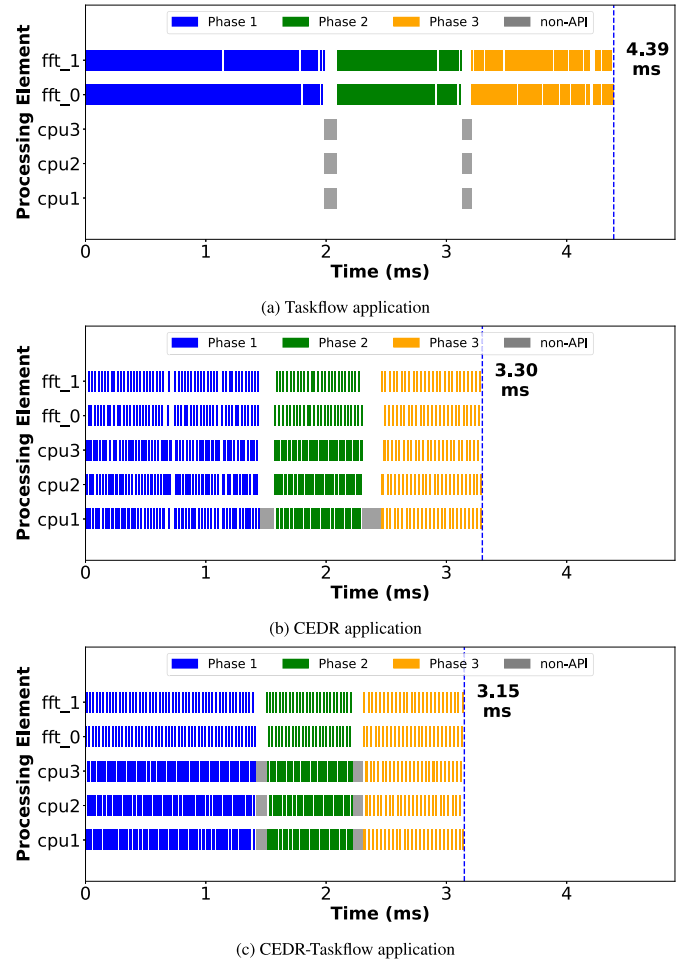 Phase 1 Phase 2 Phase 3 non-API
fft_1
fft_0
cpu3
cpu2
cpu1
Processing Element
4.39
ms
0 1 2 3 4
Time (ms)
(a) Taskflow application
Phase 1 Phase 2 Phase 3 non-API
fft_1
fft_0
cpu3
cpu2
cpu1
Processing Element
3.30
ms
0 1 2 3 4
Time (ms)
(b) CEDR application
Phase 1 Phase 2 Phase 3 non-API
fft_1
fft_0
cpu3
cpu2
cpu1
Processing Element
3.15
ms
0 1 2 3 4
Time (ms)
(c) CEDR-Taskflow application